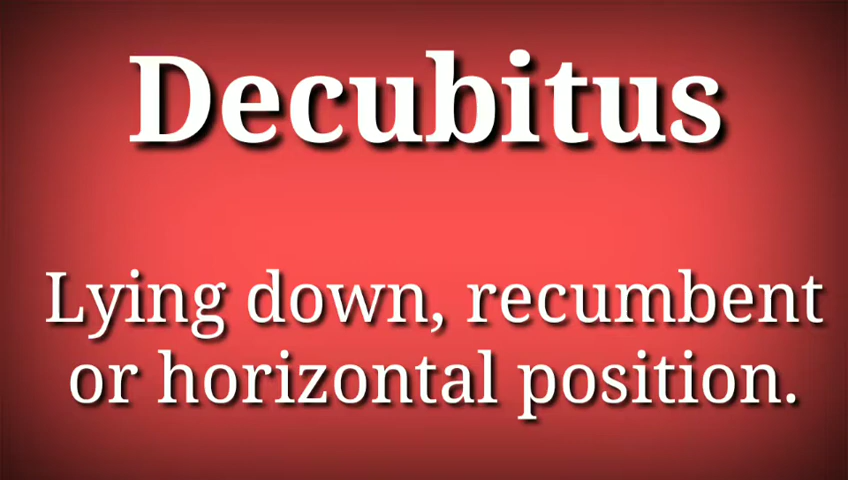 Decubitus
Lying down, recumbent
or horizontal position.